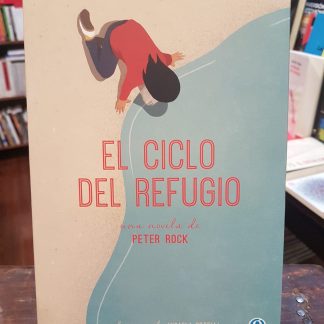 EL CICLO
DEL REFUGIO
una novela de
PETER ROCK